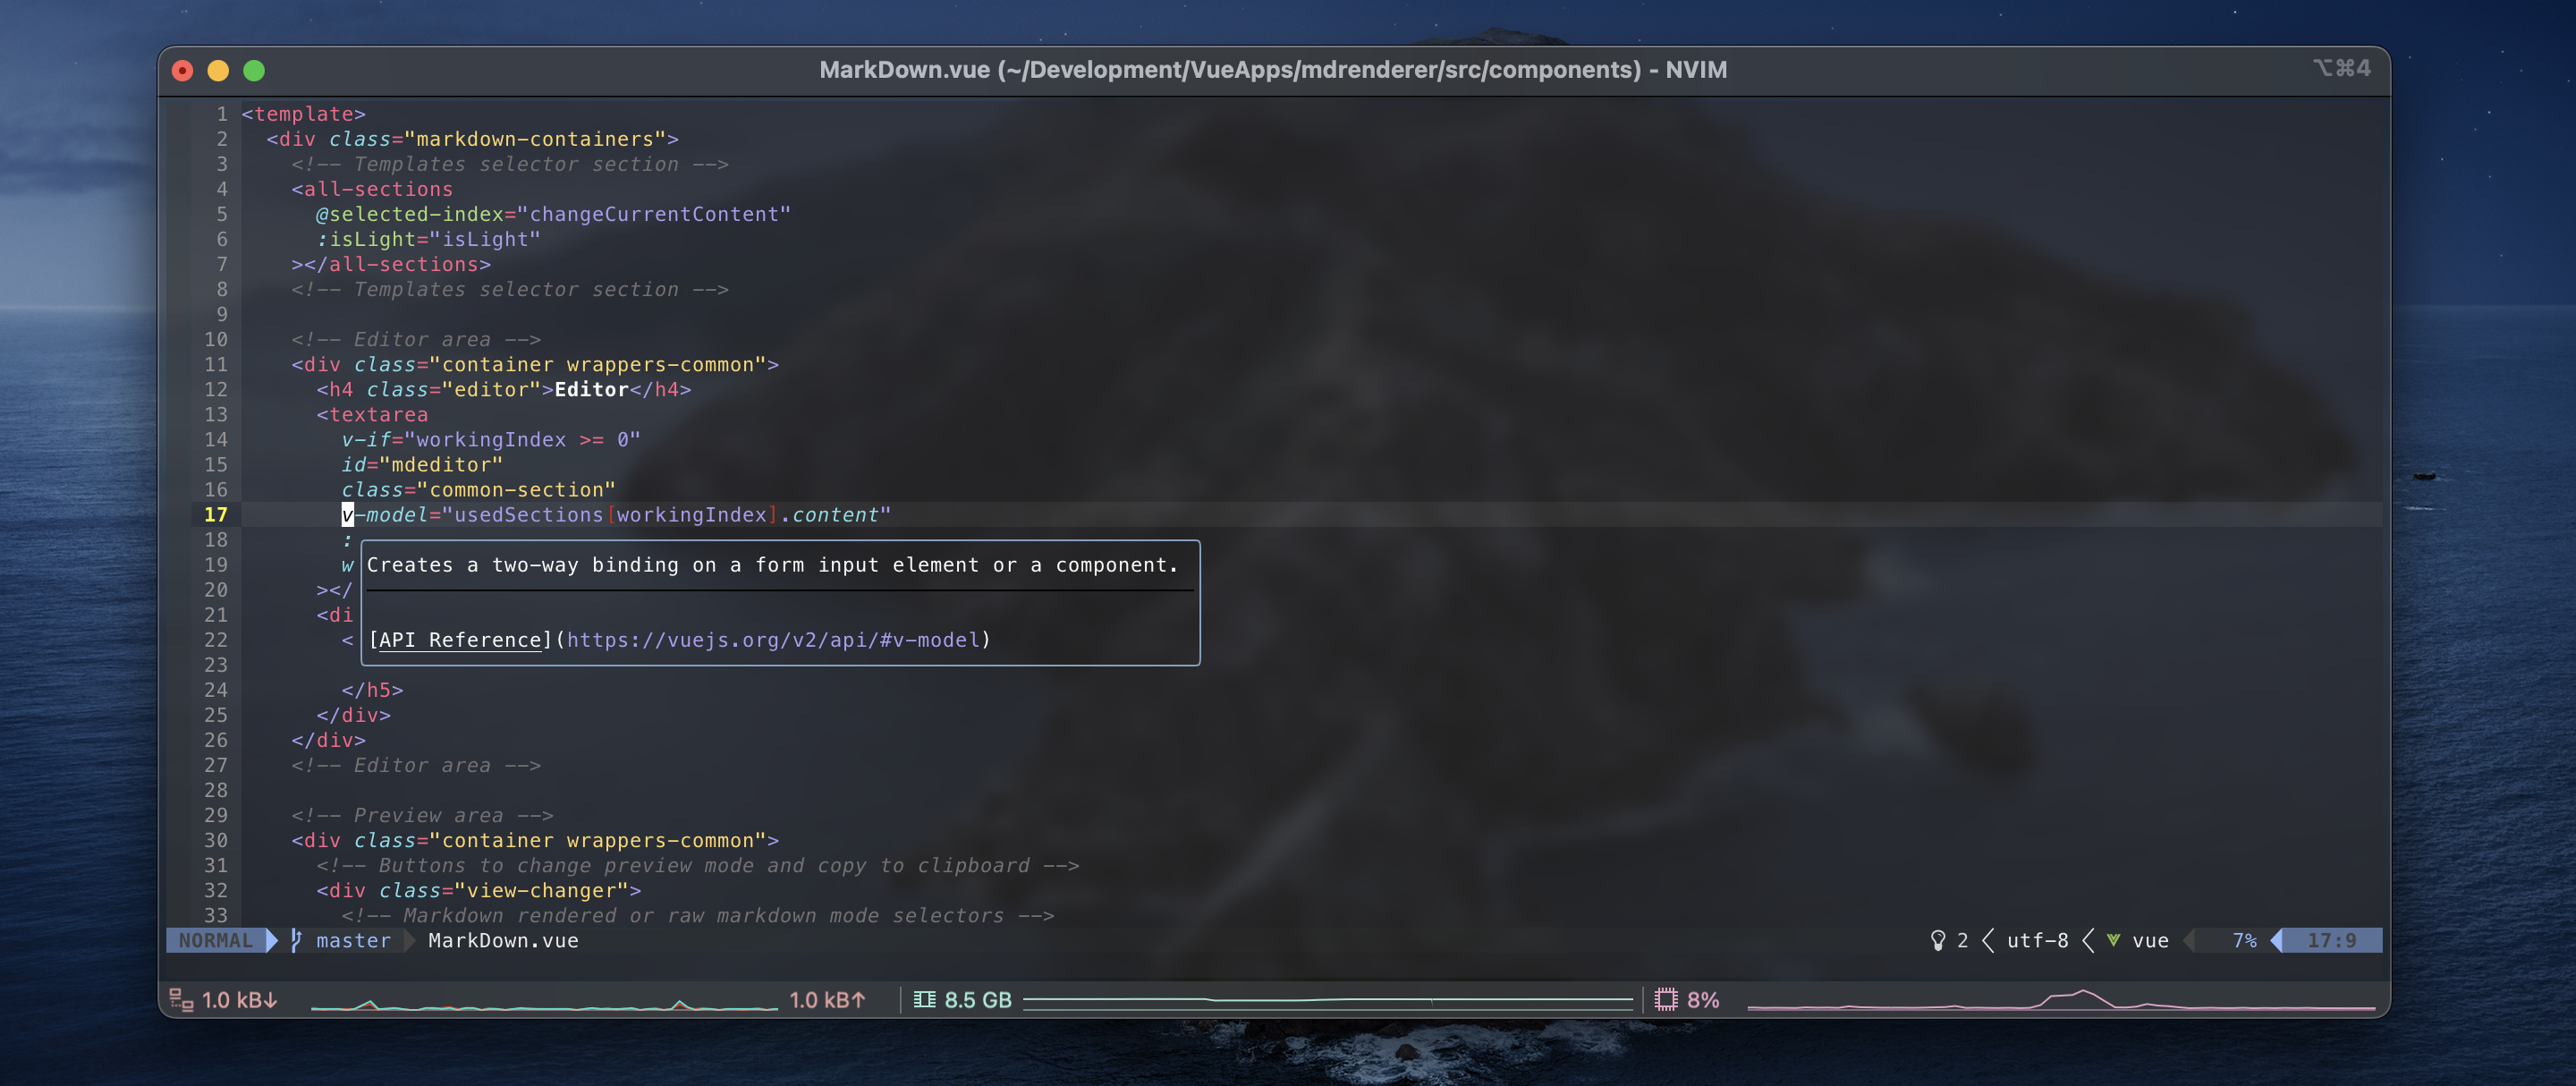 MarkDown.vue (~/Development/VueApps/mdrenderer/src/components) - NVIM
⌥⌘4
1 <template>
2 <div class="markdown-containers">
3 <!-- Templates selector section -->
4 <all-sections
5 @selected-index="changeCurrentContent"
6 :isLight="isLight"
7 ></all-sections>
8 <!-- Templates selector section -->
9
10 <!-- Editor area -->
11 <div class="container wrappers-common">
12 <h4 class="editor">Editor</h4>
13 <textarea
14 v-if="workingIndex >= 0"
15 id="mdeditor"
16 class="common-section"
17 v-model="usedSections[workingIndex].content"
18 :
19 w Creates a two-way binding on a form input element or a component.
20 ></
21 <di
22 < [API Reference](https://vuejs.org/v2/api/#v-model)
23
24 </h5>
25 </div>
26 </div>
27 <!-- Editor area -->
28
29 <!-- Preview area -->
30 <div class="container wrappers-common">
31 <!-- Buttons to change preview mode and copy to clipboard -->
32 <div class="view-changer">
33 <!-- Markdown rendered or raw markdown mode selectors -->
NORMAL master MarkDown.vue 2 utf-8 vue 7% 17:9
1.0 kB↓ 1.0 kB↑ 8.5 GB 8%